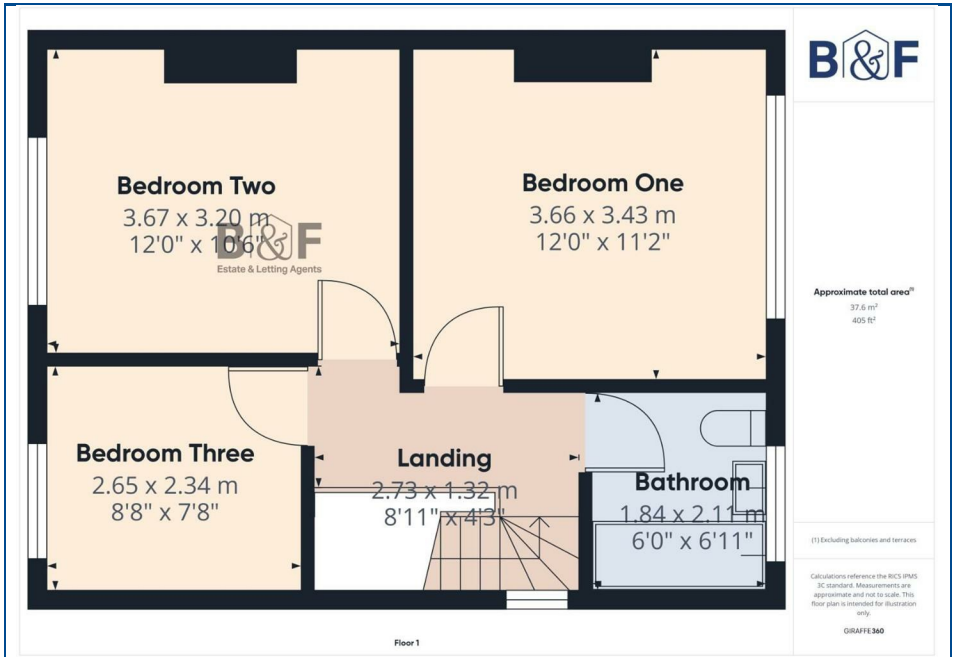 Bedroom Two
3.67 x 3.20 m
12'0" x 10'6"
B&F
Estate & Letting Agents
Bedroom One
3.66 x 3.43 m
12'0" x 11'2"
Bedroom Three
2.65 x 2.34 m
8'8" x 7'8"
Landing
2.73 x 1.32 m
8'11" x 4'3"
Bathroom
1.84 x 2.11 m
6'0" x 6'11"
Floor 1
B&F
Approximate total area⁽¹⁾
37.6 m²
405 ft²
(1) Excluding balconies and terraces
Calculations reference the RICS IPMS
3C standard. Measurements are
approximate and not to scale. This
floor plan is intended for illustration
only.
GIRAFFE360